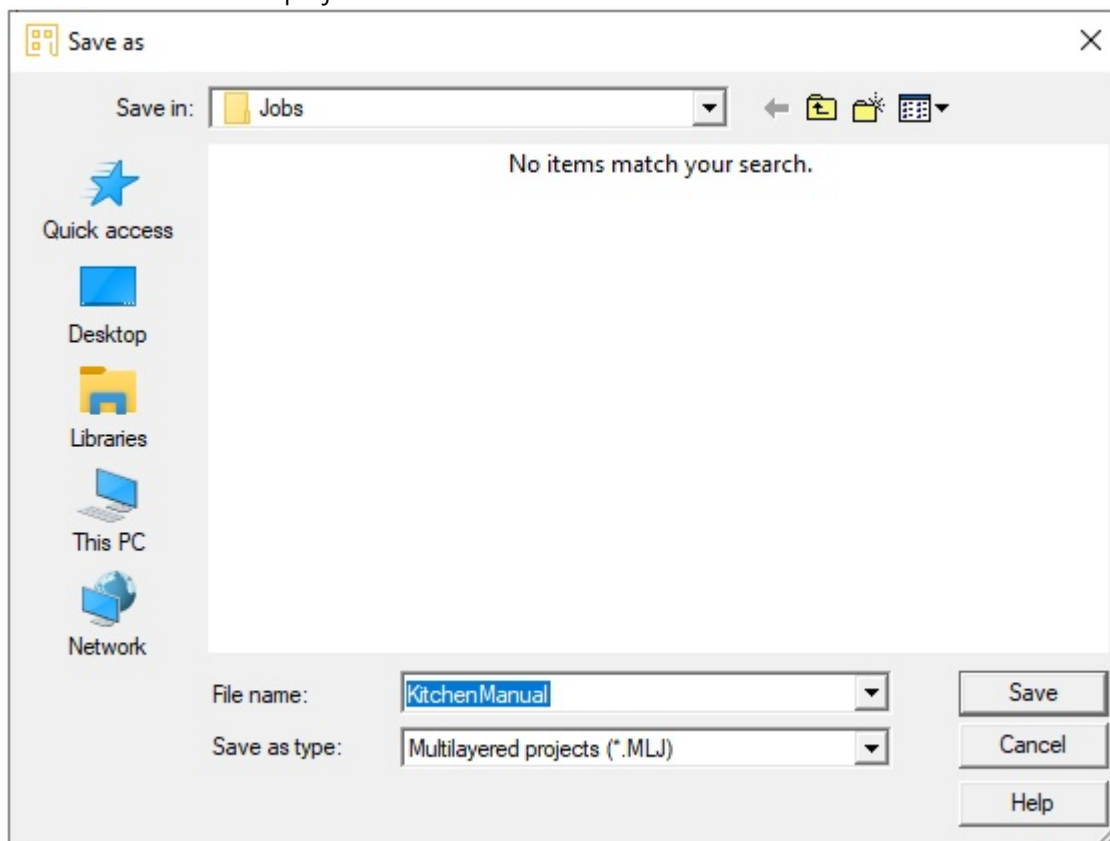 Save as
Save in:
Jobs
No items match your search.
Quick access
Desktop
Libraries
This PC
Network
File name:
KitchenManual
Save
Save as type:
Multilayered projects (*.MLJ)
Cancel
Help